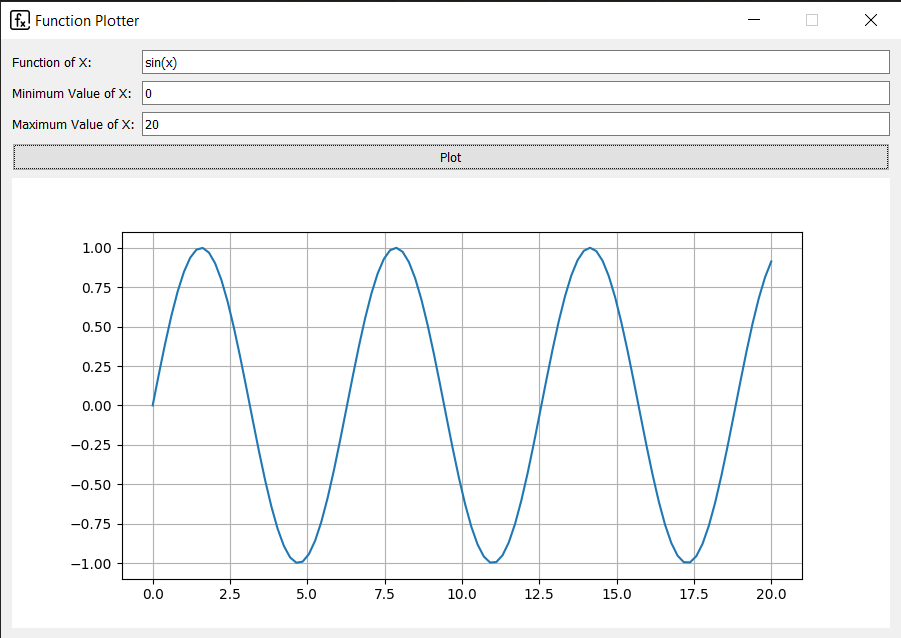 Function Plotter
Function of X: sin(x)
Minimum Value of X: 0
Maximum Value of X: 20
Plot
1.00
0.75
0.50
0.25
0.00
−0.25
−0.50
−0.75
−1.00
0.0 2.5 5.0 7.5 10.0 12.5 15.0 17.5 20.0